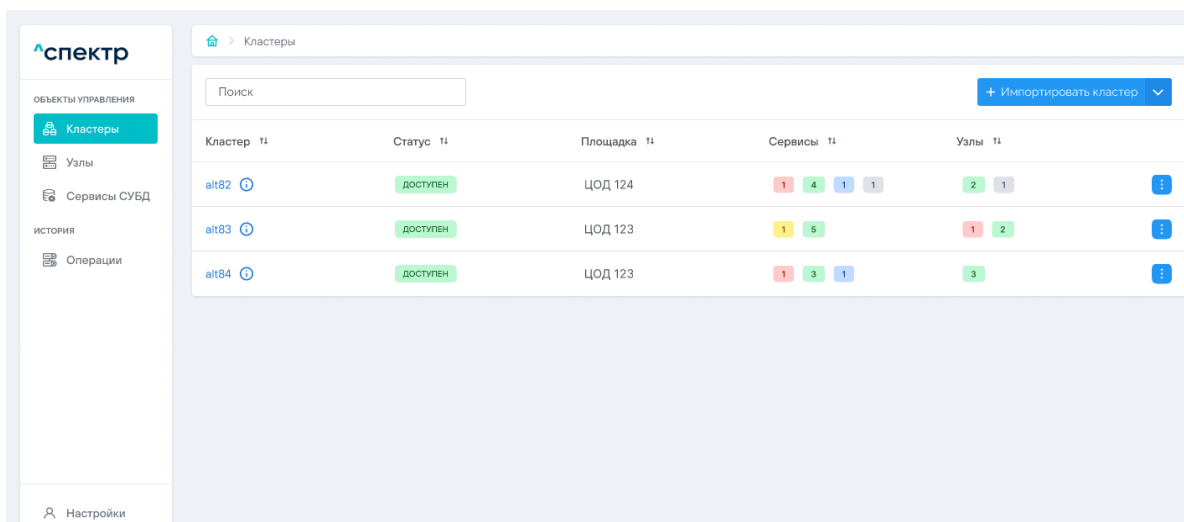 ^спектр
ОБЪЕКТЫ УПРАВЛЕНИЯ
Кластеры
Узлы
Сервисы СУБД
ИСТОРИЯ
Операции
Настройки
Кластеры
Поиск
+ Импортировать кластер
Кластер Статус Площадка Сервисы Узлы
alt82 ДОСТУПЕН ЦОД 124 1 4 1 1 2 1
alt83 ДОСТУПЕН ЦОД 123 1 5 1 2
alt84 ДОСТУПЕН ЦОД 123 1 3 1 3